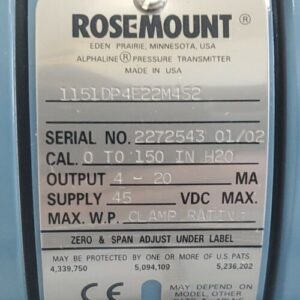 ROSEMOUNT®
EDEN PRAIRIE, MINNESOTA, USA
ALPHALINE® PRESSURE TRANSMITTER
MADE IN USA
1151DP4E22M4S2
SERIAL NO. 2272543 01/02
CAL. 0 TO 150 IN H2O
OUTPUT 4 - 20 MA
SUPPLY 45 VDC MAX.
MAX. W.P. CLAMP
ZERO & SPAN ADJUST UNDER LABEL
MAY BE PROTECTED BY ONE OR MORE OF U.S. PATS.
4,339,750 5,094,109 5,236,202
CE
MAY DEPEND ON
MODEL, OTHER